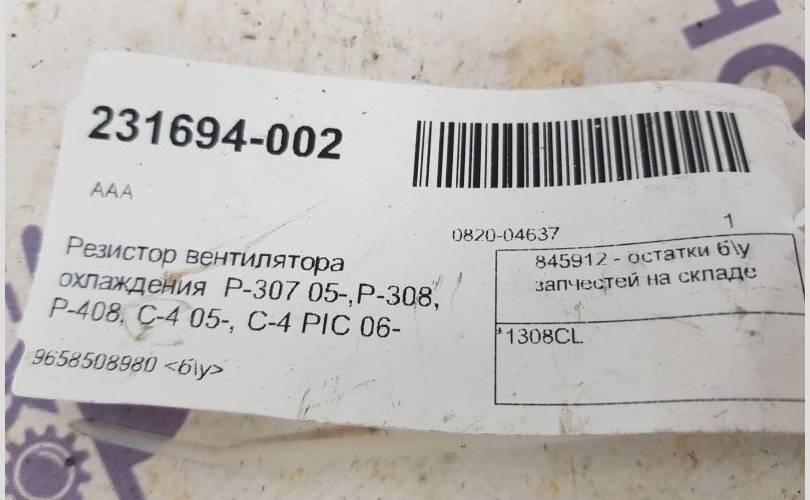 231694-002
AAA
0820-04637
1
Резистор вентилятора
охлаждения P-307 05-,P-308,
P-408, C-4 05-, C-4 PIC 06-
9658508980 <б\у>
845912 - остатки б\у
запчестей на складе
*1308CL